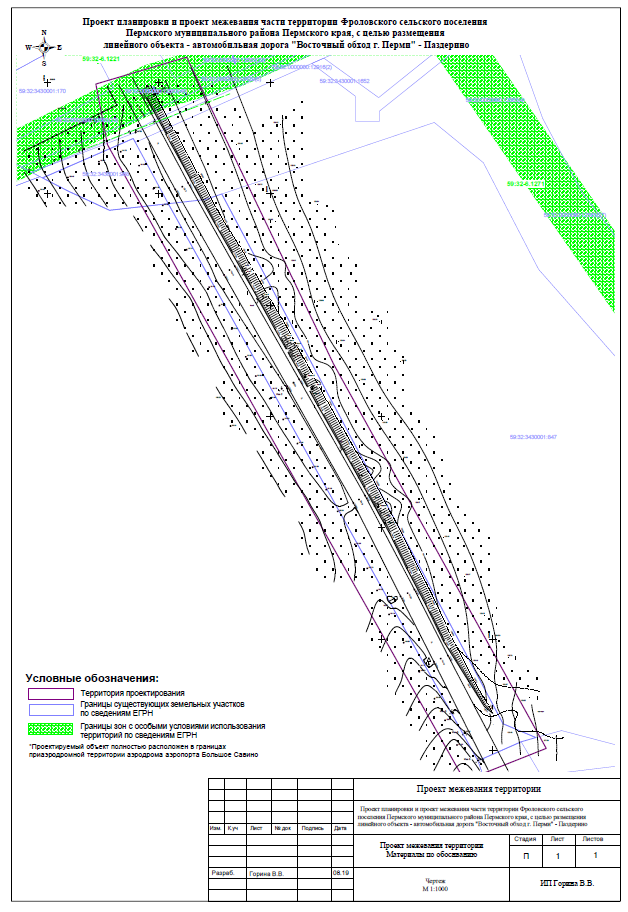 Проект планировки и проект межевания части территории Фроловского сельского поселения
Пермского муниципального района Пермского края, с целью размещения
линейного объекта - автомобильная дорога "Восточный обход г. Перми" - Паздерино
N
W
E
S
59:32-6.1221
59:32:3430001:170
59:32:3430001:1652
59:32-6.1271
59:32:3430001:647
Условные обозначения:
Территория проектирования
Границы существующих земельных участков
по сведениям ЕГРН
Границы зон с особыми условиями использования
территорий по сведениям ЕГРН
*Проектируемый объект полностью расположен в границах
приаэродромной территории аэродрома аэропорта Большое Савино
Проект межевания территории
Проект планировки и проект межевания части территории Фроловского сельского
поселения Пермского муниципального района Пермского края, с целью размещения
линейного объекта - автомобильная дорога "Восточный обход г. Перми" - Паздерино
Изм. К.уч Лист № док Подпись Дата
Проект межевания территории
Материалы по обоснванию
Стадия Лист Листов
П 1 1
Разраб. Горина В.В. 08.19
Чертеж
М 1:1000
ИП Горина В.В.